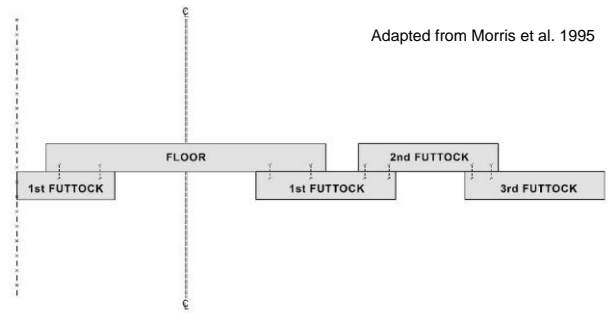 ℄
Adapted from Morris et al. 1995
FLOOR
2nd FUTTOCK
1st FUTTOCK
1st FUTTOCK
3rd FUTTOCK
℄